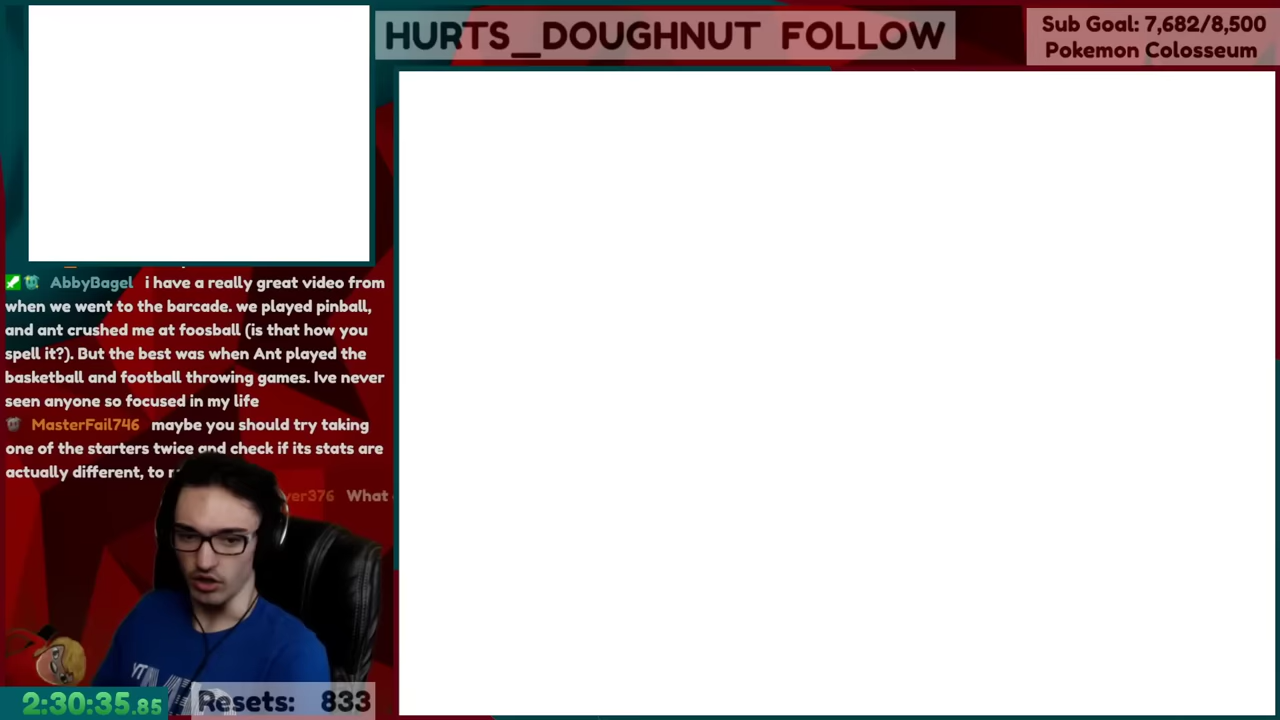 HURTS_DOUGHNUT FOLLOW
Sub Goal: 7,682/8,500
Pokemon Colosseum
AbbyBagel i have a really great video from
when we went to the barcade. we played pinball,
and ant crushed me at foosball (is that how you
spell it?). But the best was when Ant played the
basketball and football throwing games. Ive never
seen anyone so focused in my life
MasterFail746 maybe you should try taking
one of the starters twice and check if its stats are
actually different, to
What
2:30:35.85
Resets: 833